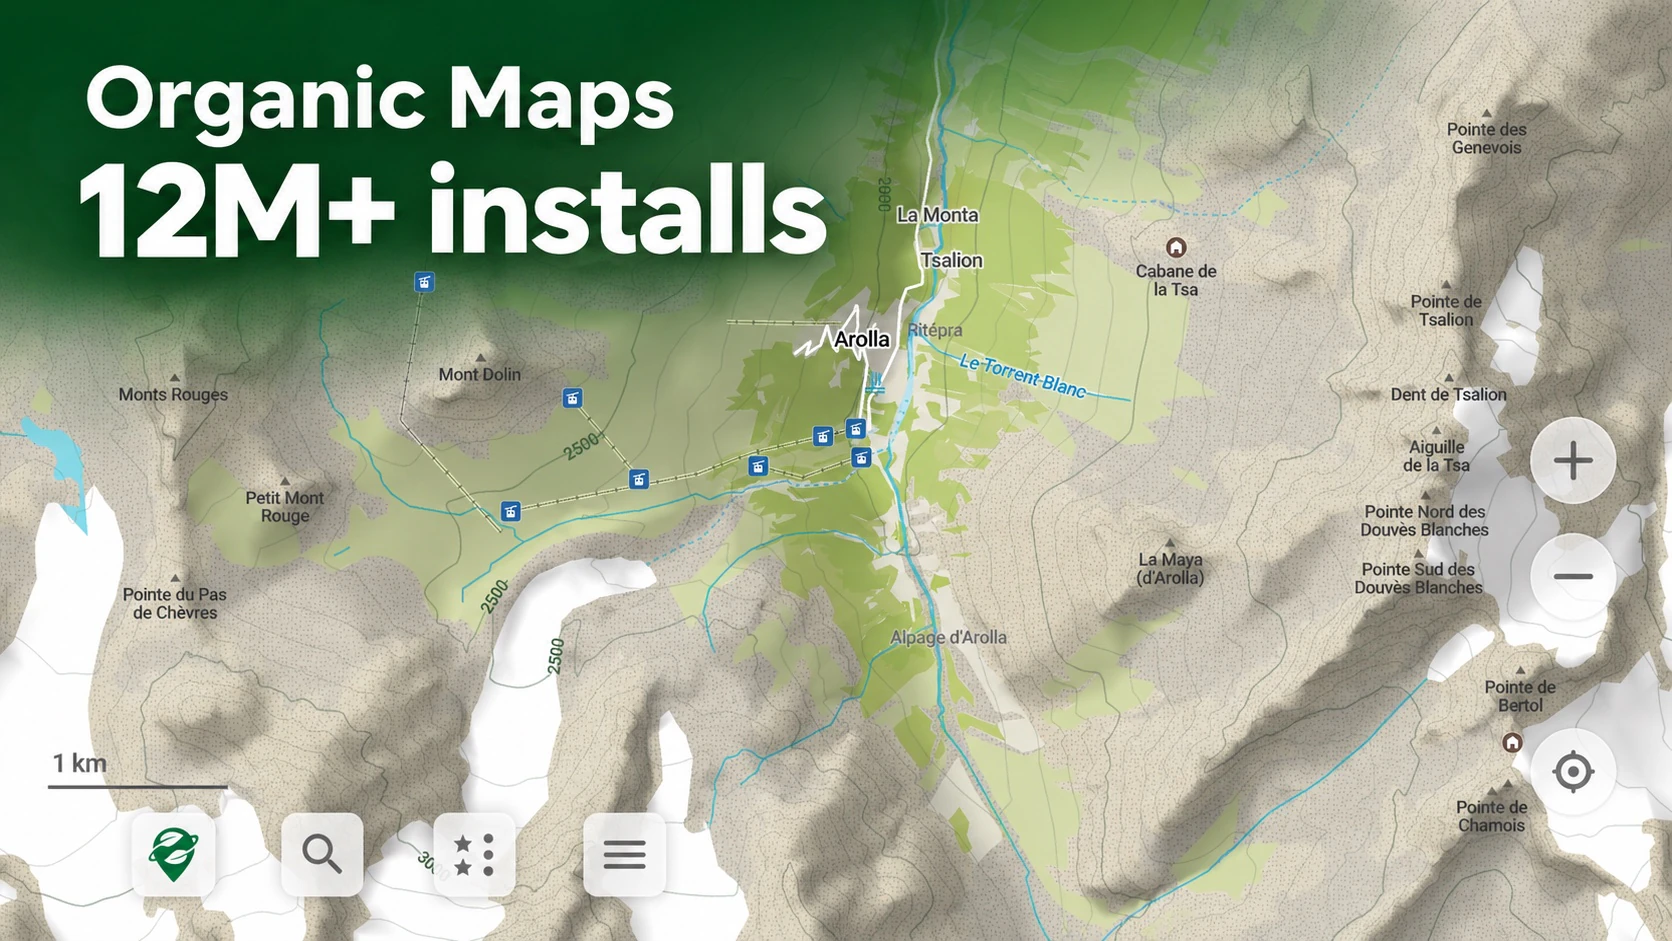 Organic Maps
12M+ installs
2000
La Monta
Tsalion
Cabane de
la Tsa
Pointe des
Genevois
Pointe de
Tsalion
Arolla
Ritépra
Le Torrent Blanc
Mont Dolin
Monts Rouges
Dent de Tsalion
2500
Aiguille
de la Tsa
Petit Mont
Rouge
Pointe Nord des
Douvès Blanches
La Maya
(d'Arolla)
Pointe Sud des
Douvès Blanches
Pointe du Pas
de Chèvres
2500
2500
Alpage d'Arolla
Pointe de
Bertol
1 km
Pointe de
Chamois